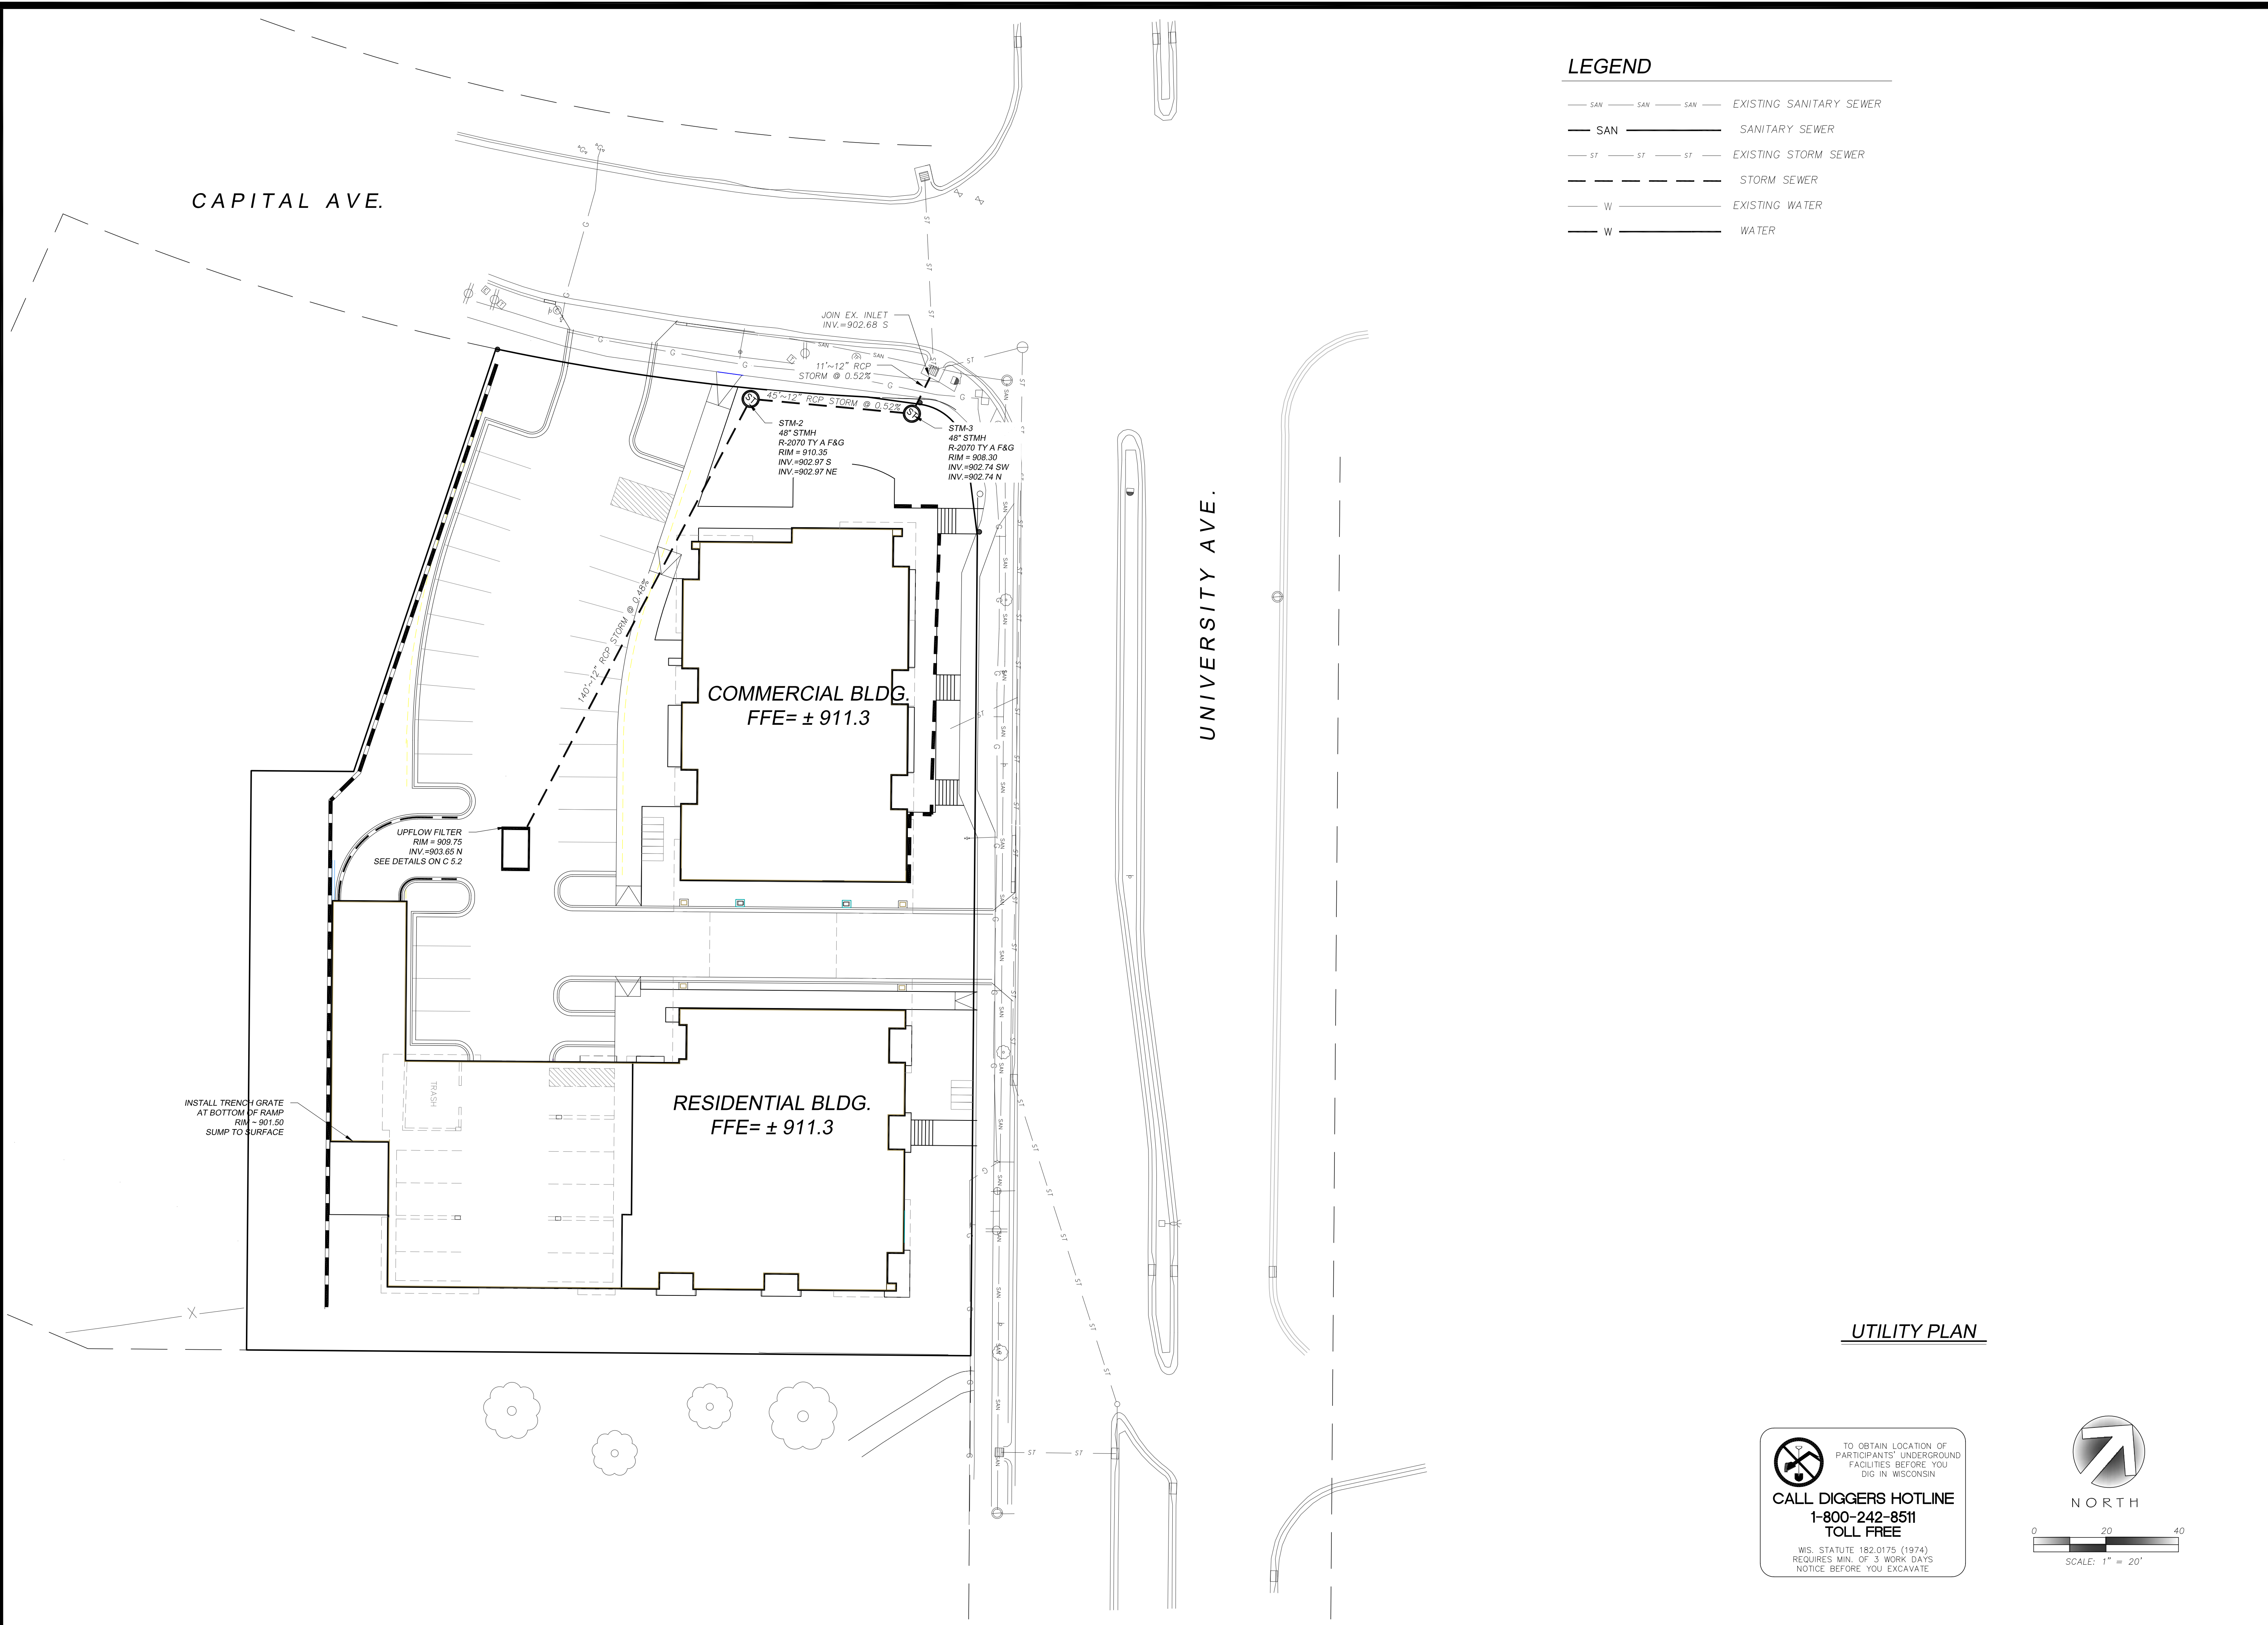 LEGEND
SAN SAN SAN EXISTING SANITARY SEWER
SAN SANITARY SEWER
ST ST ST EXISTING STORM SEWER
STORM SEWER
W EXISTING WATER
W WATER
CAPITAL AVE.
JOIN EX. INLET
INV.=902.68 S
11'~12" RCP
STORM @ 0.52%
45'~12" RCP STORM @ 0.52%
ST
ST
STM-2
48" STMH
R-2070 TY A F&G
RIM = 910.35
INV.=902.97 S
INV.=902.97 NE
STM-3
48" STMH
R-2070 TY A F&G
RIM = 908.30
INV.=902.74 SW
INV.=902.74 N
140'~12" RCP STORM @ 0.48%
UNIVERSITY AVE.
COMMERCIAL BLDG.
FFE= ± 911.3
UPFLOW FILTER
RIM = 909.75
INV.=903.65 N
SEE DETAILS ON C 5.2
TRASH
INSTALL TRENCH GRATE
AT BOTTOM OF RAMP
RIM ~ 901.50
SUMP TO SURFACE
RESIDENTIAL BLDG.
FFE= ± 911.3
UTILITY PLAN
TO OBTAIN LOCATION OF
PARTICIPANTS' UNDERGROUND
FACILITIES BEFORE YOU
DIG IN WISCONSIN
CALL DIGGERS HOTLINE
1-800-242-8511
TOLL FREE
WIS. STATUTE 182.0175 (1974)
REQUIRES MIN. OF 3 WORK DAYS
NOTICE BEFORE YOU EXCAVATE
NORTH
0 20 40
SCALE: 1" = 20'